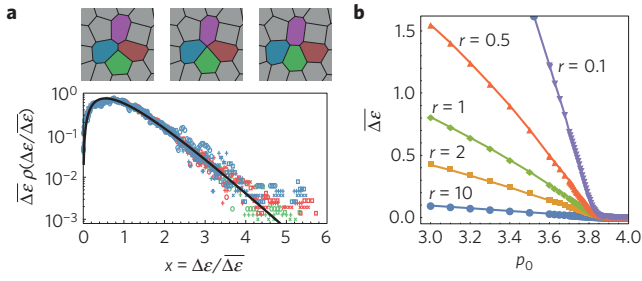 a
10⁰
10⁻¹
10⁻²
10⁻³
0 1 2 3 4 5 6
x = Δε/Δε̅
Δε̅ ρ(Δε/Δε̅)
b
1.5
1.0
0.5
0.0
3.0 3.2 3.4 3.6 3.8 4.0
p₀
Δε̅
r = 0.5
r = 0.1
r = 1
r = 2
r = 10